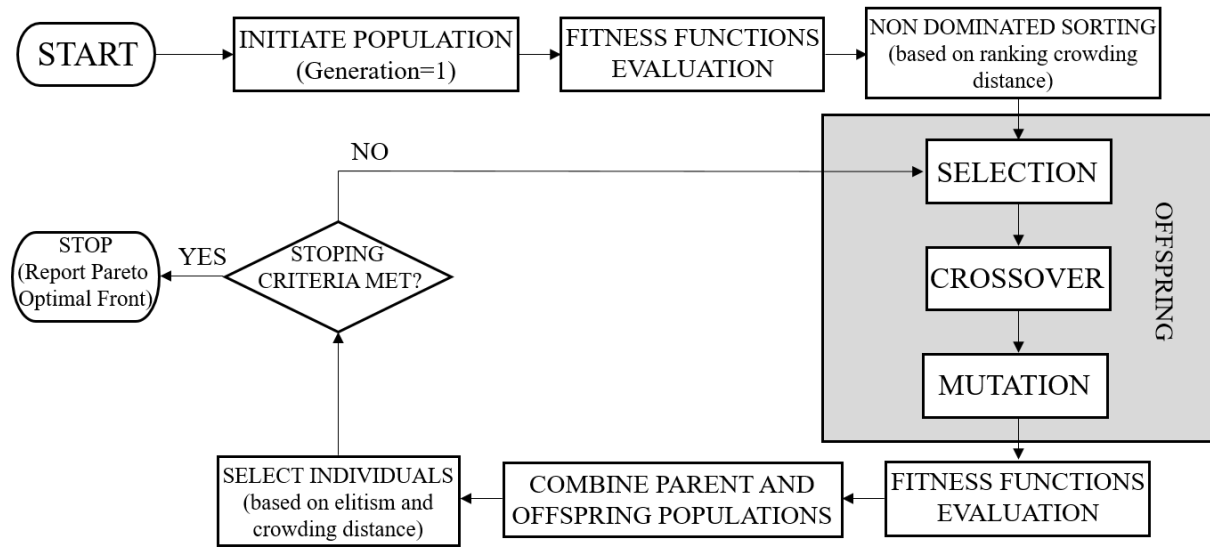 START
INITIATE POPULATION
(Generation=1)
FITNESS FUNCTIONS
EVALUATION
NON DOMINATED SORTING
(based on ranking crowding
distance)
NO
SELECTION
OFFSPRING
STOP
(Report Pareto
Optimal Front)
YES
STOPING
CRITERIA MET?
CROSSOVER
MUTATION
SELECT INDIVIDUALS
(based on elitism and
crowding distance)
COMBINE PARENT AND
OFFSPRING POPULATIONS
FITNESS FUNCTIONS
EVALUATION